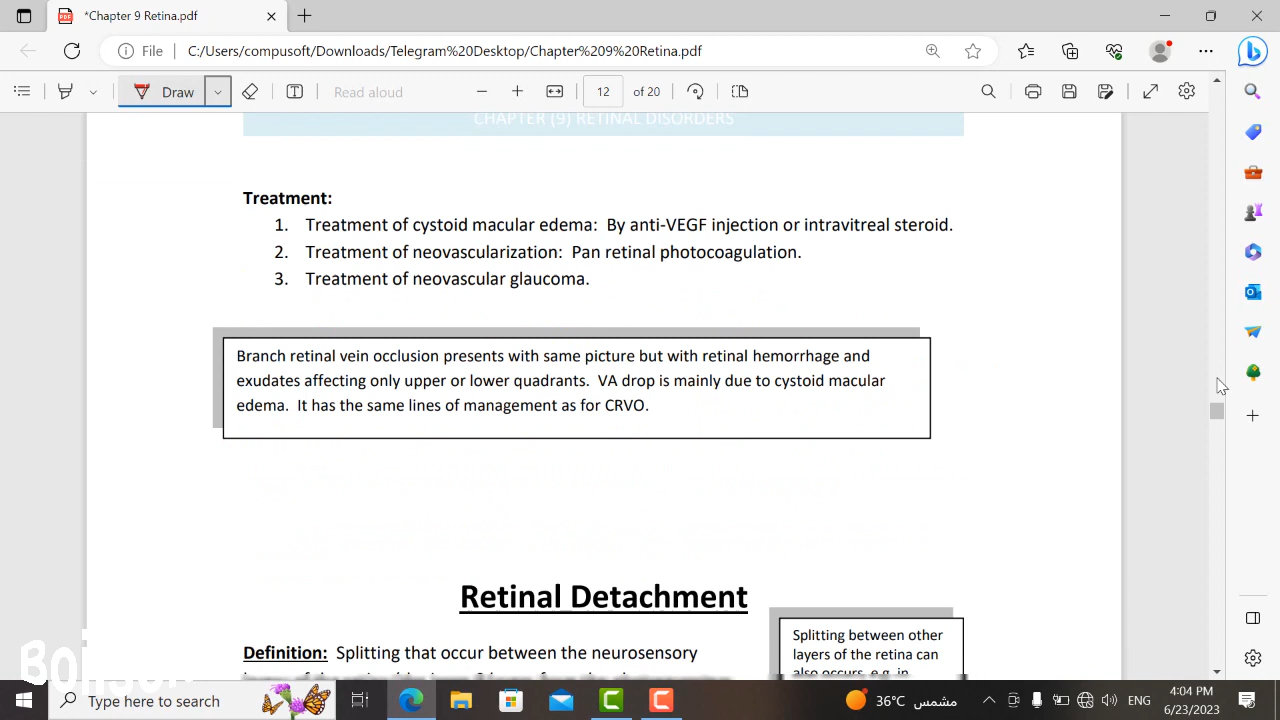 *Chapter 9 Retina.pdf
File
C:/Users/compusoft/Downloads/Telegram%20Desktop/Chapter%209%20Retina.pdf
Draw
Read aloud
12 of 20
CHAPTER (9) RETINAL DISORDERS
Treatment:
1. Treatment of cystoid macular edema: By anti-VEGF injection or intravitreal steroid.
2. Treatment of neovascularization: Pan retinal photocoagulation.
3. Treatment of neovascular glaucoma.
Branch retinal vein occlusion presents with same picture but with retinal hemorrhage and
exudates affecting only upper or lower quadrants. VA drop is mainly due to cystoid macular
edema. It has the same lines of management as for CRVO.
Retinal Detachment
Definition: Splitting that occur between the neurosensory
Splitting between other
layers of the retina can
also occurs, e.g. in
Type here to search
36°C مشمس
ENG
4:04 PM
6/23/2023